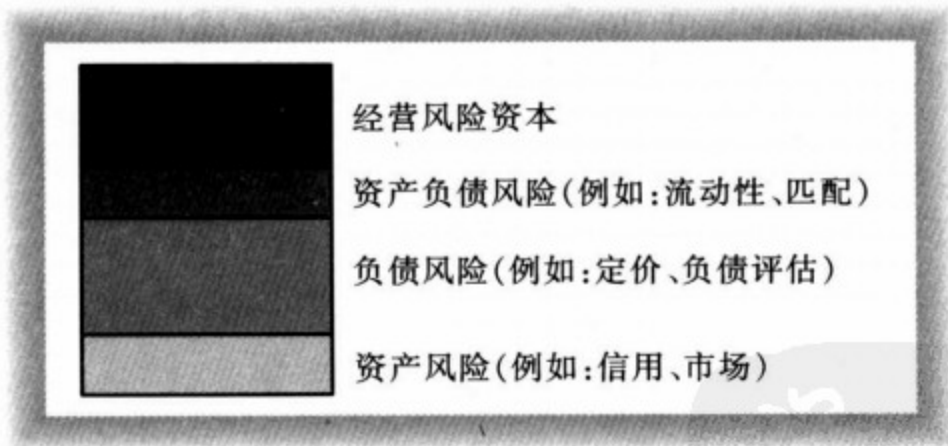 经营风险资本
资产负债风险(例如:流动性、匹配)
负债风险(例如:定价、负债评估)
资产风险(例如:信用、市场)